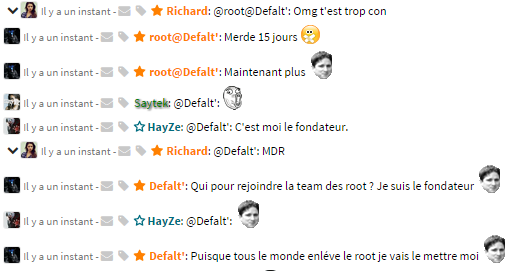 Il y a un instant - Richard: @root@Defalt': Omg t'est trop con
Il y a un instant - root@Defalt': Merde 15 jours
Il y a un instant - root@Defalt': Maintenant plus
Il y a un instant - Saytek: @Defalt':
Il y a un instant - HayZe: @Defalt': C'est moi le fondateur.
Il y a un instant - Richard: @Defalt': MDR
Il y a un instant - Defalt': Qui pour rejoindre la team des root ? Je suis le fondateur
Il y a un instant - HayZe: @Defalt':
Il y a un instant - Defalt': Puisque tous le monde enléve le root je vais le mettre moi